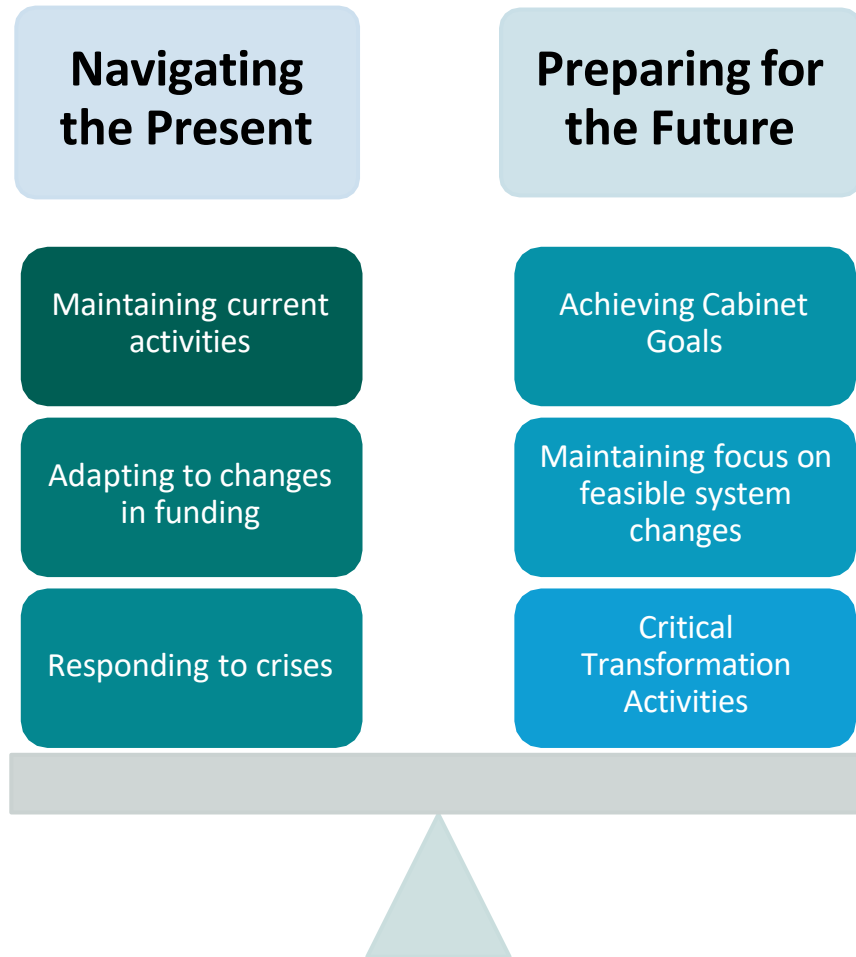 Navigating
the Present
Maintaining current
activities
Adapting to changes
in funding
Responding to crises
Preparing for
the Future
Achieving Cabinet
Goals
Maintaining focus on
feasible system
changes
Critical
Transformation
Activities